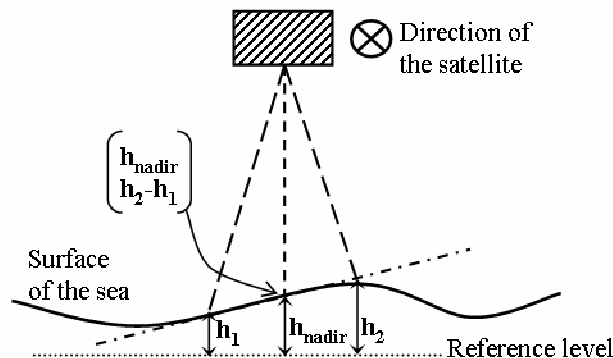 Direction of
the satellite
h_nadir
h_2-h_1
Surface
of the sea
h_1
h_nadir
h_2
Reference level